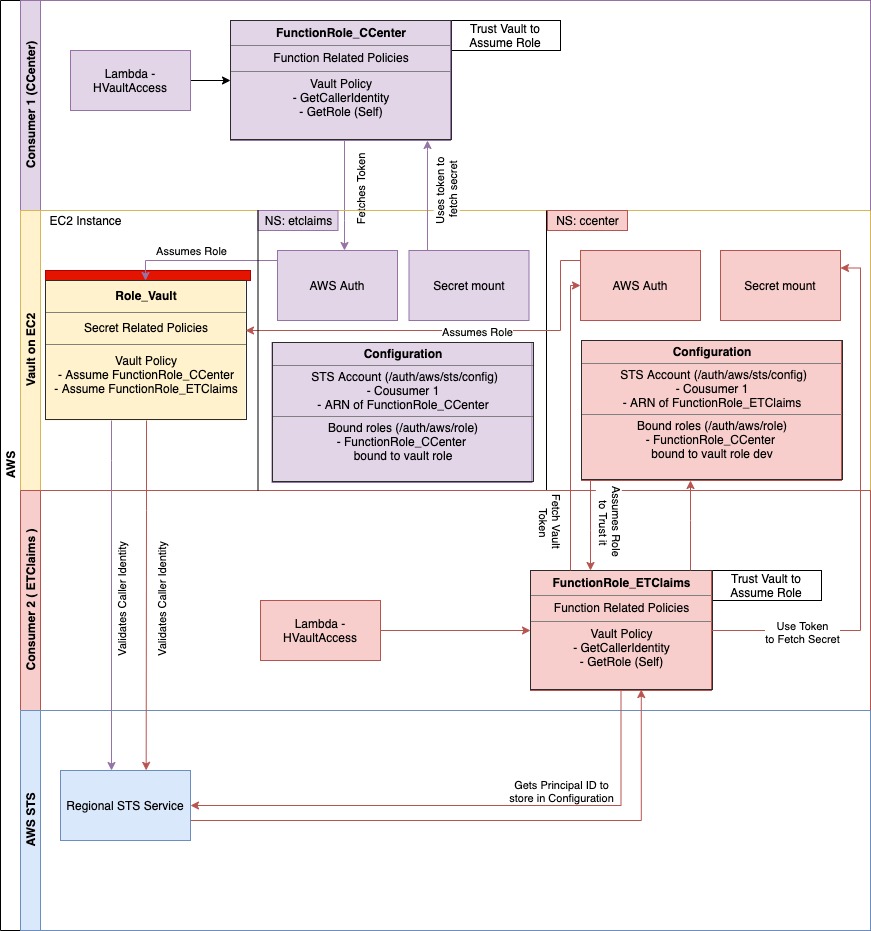 AWS
Consumer 1 (CCenter)
Lambda -
HVaultAccess
FunctionRole_CCenter
Function Related Policies
Vault Policy
- GetCallerIdentity
- GetRole (Self)
Trust Vault to
Assume Role
Fetches Token
Uses token to
fetch secret
Vault on EC2
EC2 Instance
NS: etclaims
NS: ccenter
Assumes Role
Role_Vault
Secret Related Policies
Vault Policy
- Assume FunctionRole_CCenter
- Assume FunctionRole_ETClaims
AWS Auth
Secret mount
AWS Auth
Secret mount
Assumes Role
Configuration
STS Account (/auth/aws/sts/config)
- Cousumer 1
- ARN of FunctionRole_CCenter
Bound roles (/auth/aws/role)
- FunctionRole_CCenter
bound to vault role
Configuration
STS Account (/auth/aws/sts/config)
- Cousumer 1
- ARN of FunctionRole_ETClaims
Bound roles (/auth/aws/role)
- FunctionRole_CCenter
bound to vault role dev
Consumer 2 ( ETClaims )
Validates Caller Identity
Validates Caller Identity
Fetch Vault
Token
Assumes Role
to Trust it
Lambda -
HVaultAccess
FunctionRole_ETClaims
Function Related Policies
Vault Policy
- GetCallerIdentity
- GetRole (Self)
Trust Vault to
Assume Role
Use Token
to Fetch Secret
AWS STS
Regional STS Service
Gets Principal ID to
store in Configuration